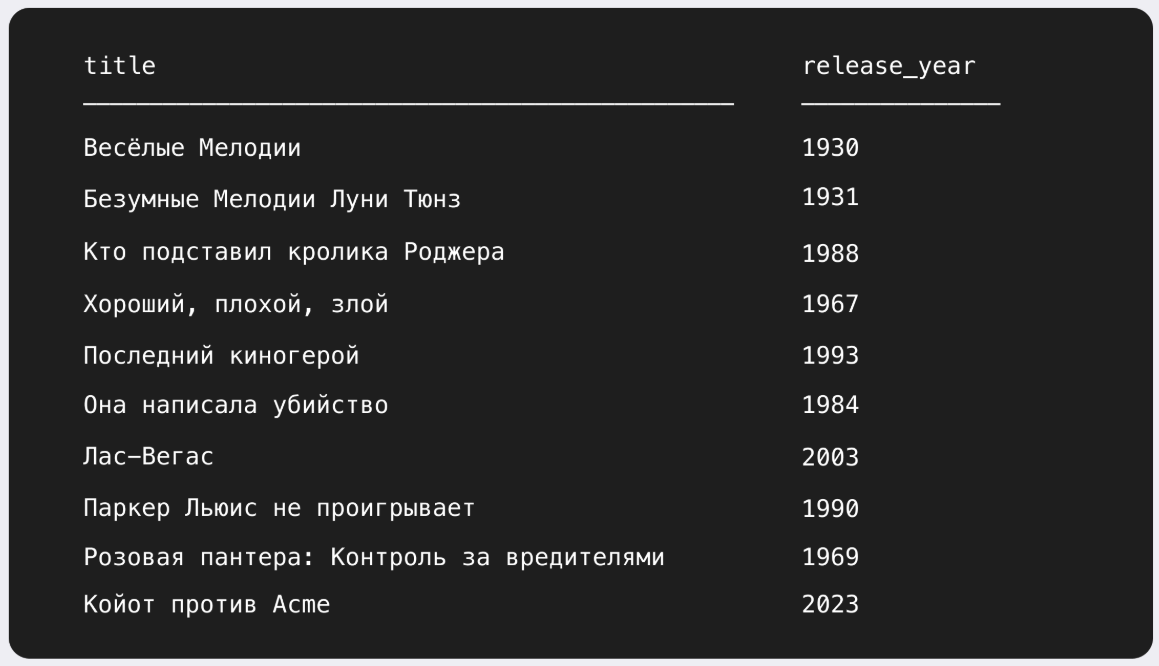 title release_year
Весёлые Мелодии 1930
Безумные Мелодии Луни Тюнз 1931
Кто подставил кролика Роджера 1988
Хороший, плохой, злой 1967
Последний киногерой 1993
Она написала убийство 1984
Лас–Вегас 2003
Паркер Льюис не проигрывает 1990
Розовая пантера: Контроль за вредителями 1969
Койот против Acme 2023